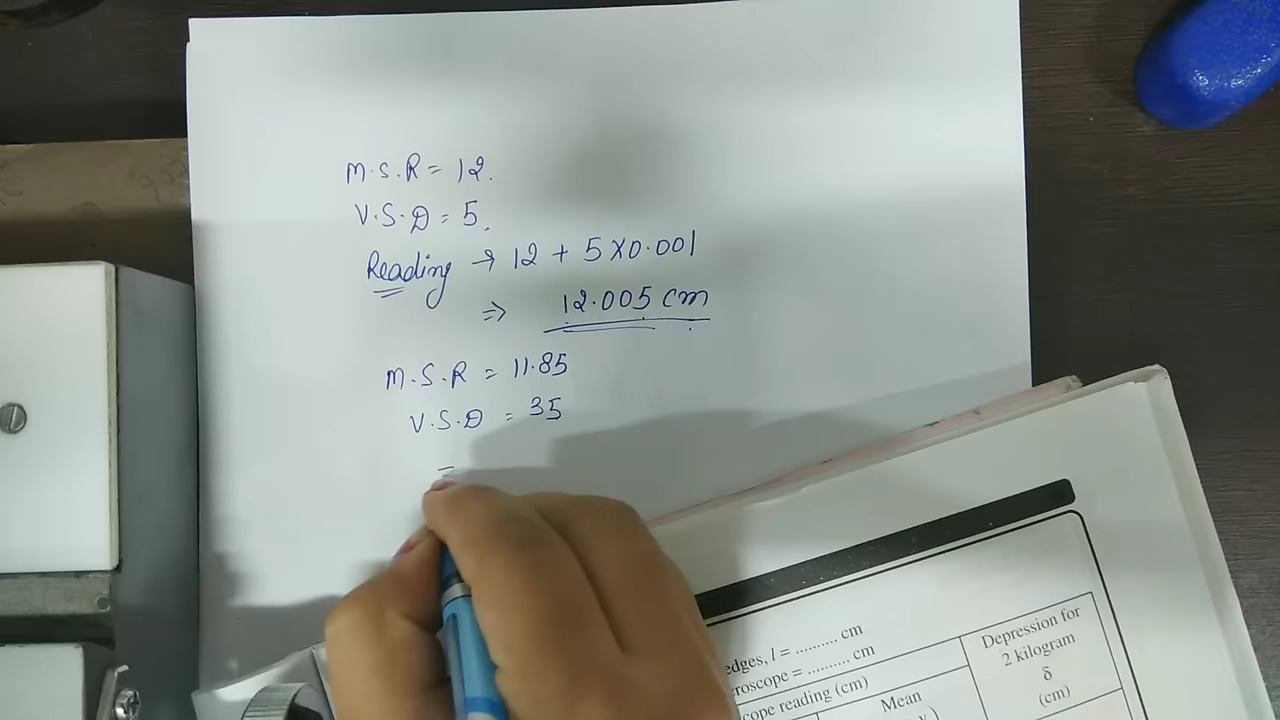 M.S.R = 12.
V.S.D = 5.
Reading → 12 + 5 X 0.001
⇒ 12.005 cm
M.S.R = 11.85
V.S.D = 35
edges, l = ......... cm
roscope = .......... cm
cope reading (cm)
Mean
Depression for
2 kilogram
δ
(cm)